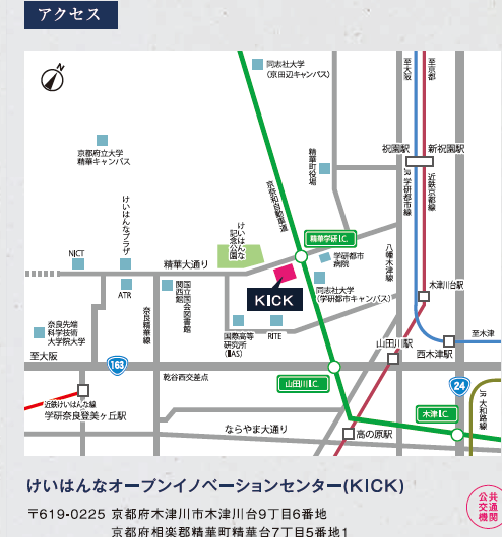 アクセス
N
同志社大学
(京田辺キャンパス)
至大阪
至京都
京都府立大学
精華キャンパス
精華町役場
祝園駅
新祝園駅
JR学研都市線
近鉄京都線
けいはんなプラザ
京奈和自動車道
けいはんな
記念公園
精華学研I.C.
八幡木津線
NICT
精華大通り
学研都市
病院
木津川台駅
ATR
国立国会図書館
関西館
KICK
同志社大学
(学研都市キャンパス)
奈良先端
科学技術
大学院大学
奈良精華線
国際高等
研究所
(IIAS)
RITE
山田川駅
至木津
西木津駅
至大阪
163
乾谷西交差点
山田川I.C.
24
近鉄けいはんな線
学研奈良登美ヶ丘駅
木津I.C.
JR大和路線
ならやま大通り
高の原駅
けいはんなオープンイノベーションセンター(KICK)
〒619-0225 京都府木津川市木津川台9丁目6番地
京都府相楽郡精華町精華台7丁目5番地1
公共
交通
機関